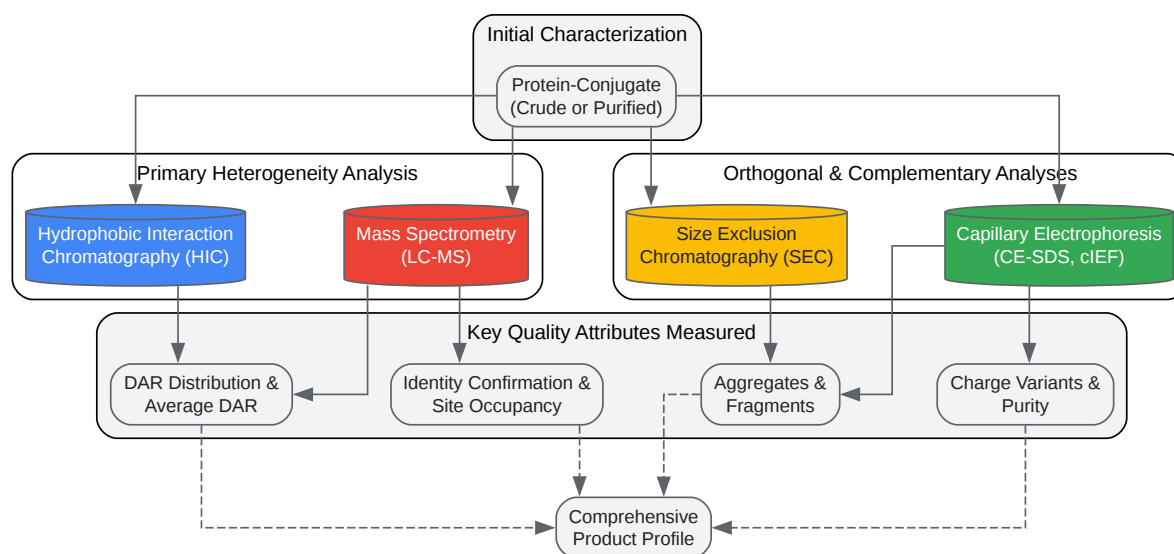 Initial Characterization
Protein-Conjugate
(Crude or Purified)
Primary Heterogeneity Analysis
Orthogonal & Complementary Analyses
Hydrophobic Interaction
Chromatography (HIC)
Mass Spectrometry
(LC-MS)
Size Exclusion
Chromatography (SEC)
Capillary Electrophoresis
(CE-SDS, cIEF)
Key Quality Attributes Measured
DAR Distribution &
Average DAR
Identity Confirmation &
Site Occupancy
Aggregates &
Fragments
Charge Variants &
Purity
Comprehensive
Product Profile